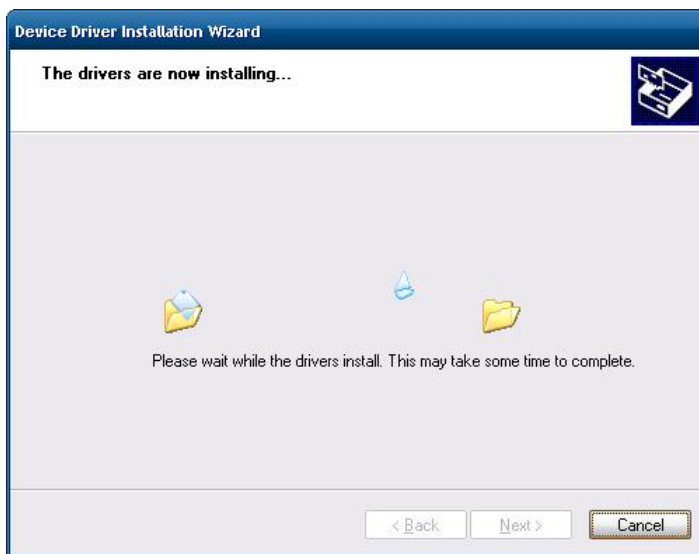 Device Driver Installation Wizard
The drivers are now installing...
Please wait while the drivers install. This may take some time to complete.
< Back Next > Cancel